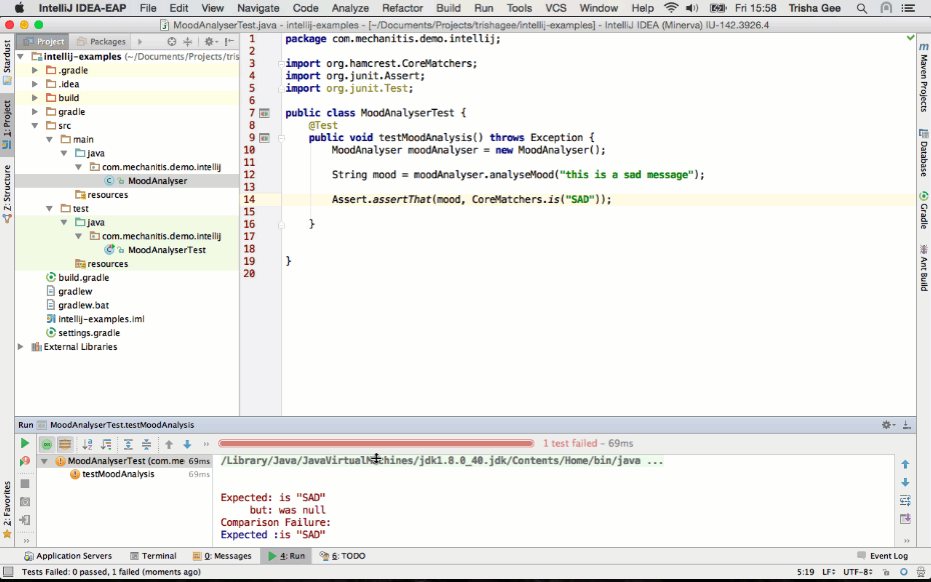 IntelliJ IDEA-EAP File Edit View Navigate Code Analyze Refactor Build Run Tools VCS Window Help Fri 15:58 Trisha Gee
MoodAnalyserTest.java - intellij-examples - [~/Documents/Projects/trishagee/intellij-examples] - IntelliJ IDEA (Minerva) IU-142.3926.4
Project Packages
intellij-examples (~/Documents/Projects/tris
.gradle
.idea
build
gradle
src
main
java
com.mechanitis.demo.intellij
MoodAnalyser
resources
test
java
com.mechanitis.demo.intellij
MoodAnalyserTest
resources
build.gradle
gradlew
gradlew.bat
intellij-examples.iml
settings.gradle
External Libraries
Stardust
1: Project
Z: Structure
2: Favorites
1 package com.mechanitis.demo.intellij;
2
3 import org.hamcrest.CoreMatchers;
4 import org.junit.Assert;
5 import org.junit.Test;
6
7 public class MoodAnalyserTest {
8 @Test
9 public void testMoodAnalysis() throws Exception {
10 MoodAnalyser moodAnalyser = new MoodAnalyser();
11
12 String mood = moodAnalyser.analyseMood("this is a sad message");
13
14 Assert.assertThat(mood, CoreMatchers.is("SAD"));
15
16 }
17
18
19 }
20
m Maven Projects
Database
Gradle
Ant Build
Run MoodAnalyserTest.testMoodAnalysis
1 test failed - 69ms
MoodAnalyserTest (com.me 69ms
testMoodAnalysis 69ms
/Library/Java/JavaVirtualMachines/jdk1.8.0_40.jdk/Contents/Home/bin/java ...
Expected: is "SAD"
but: was null
Comparison Failure:
Expected :is "SAD"
Application Servers Terminal 0: Messages 4: Run 6: TODO Event Log
Tests Failed: 0 passed, 1 failed (moments ago) 5:19 LF UTF-8